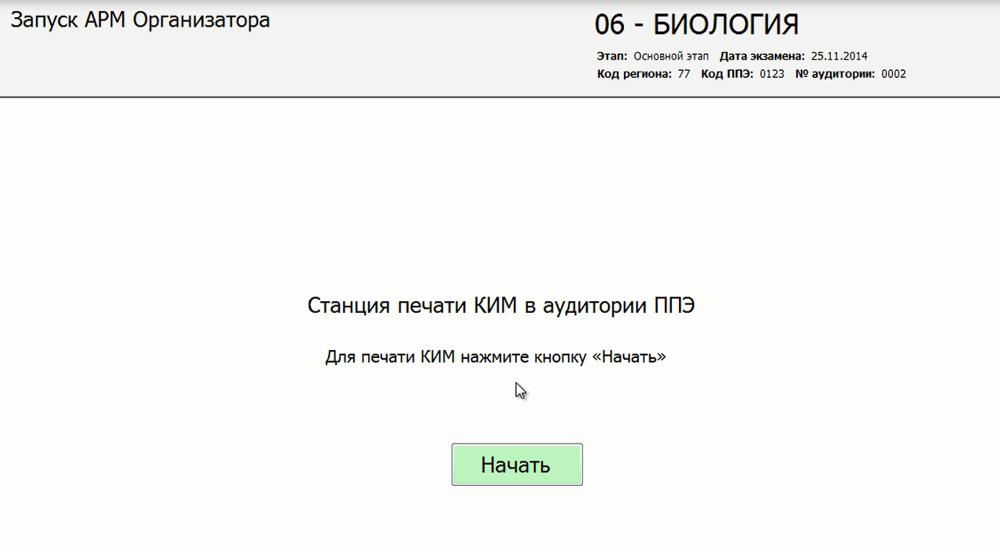 Запуск АРМ Организатора
06 - БИОЛОГИЯ
Этап: Основной этап Дата экзамена: 25.11.2014
Код региона: 77 Код ППЭ: 0123 № аудитории: 0002
Станция печати КИМ в аудитории ППЭ
Для печати КИМ нажмите кнопку «Начать»
Начать